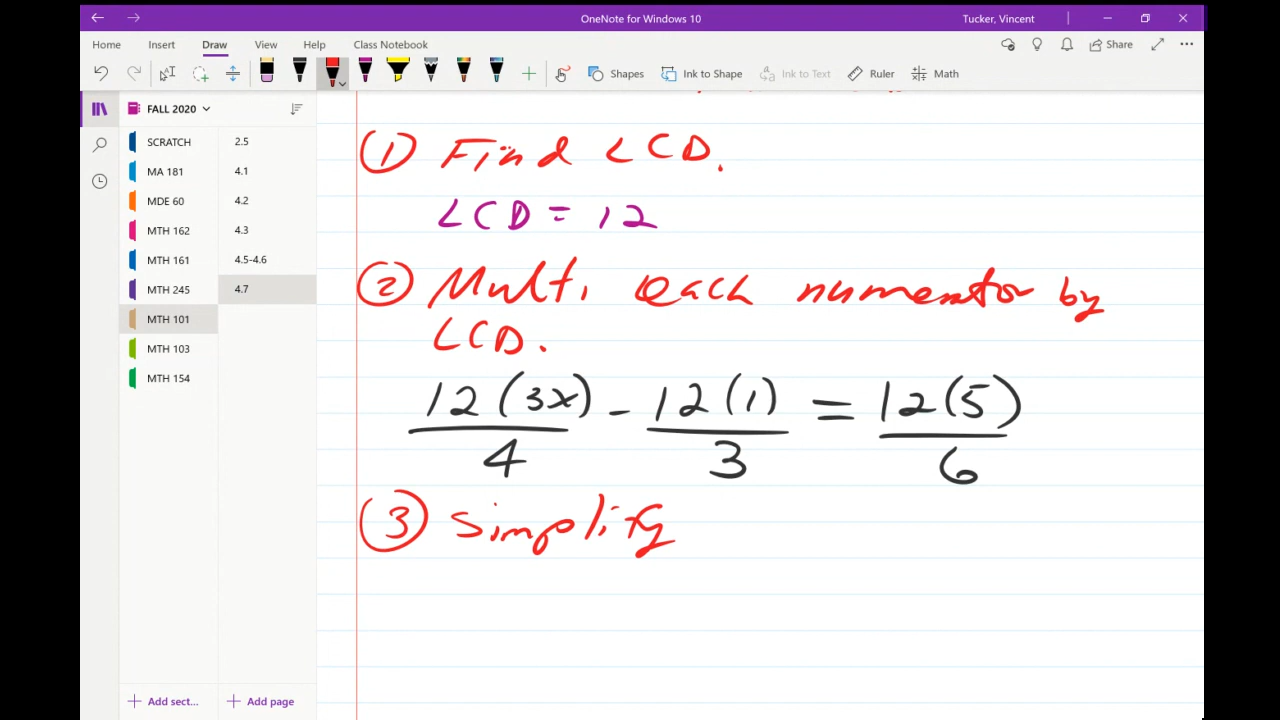 OneNote for Windows 10
Tucker, Vincent
Home Insert Draw View Help Class Notebook
Share
Shapes Ink to Shape Ink to Text Ruler Math
FALL 2020
SCRATCH
MA 181
MDE 60
MTH 162
MTH 161
MTH 245
MTH 101
MTH 103
MTH 154
2.5
4.1
4.2
4.3
4.5-4.6
4.7
① Find LCD.
LCD = 12
② Multi each numerator by
LCD.
12(3x)/4 - 12(1)/3 = 12(5)/6
③ Simplify
+ Add sect...
+ Add page